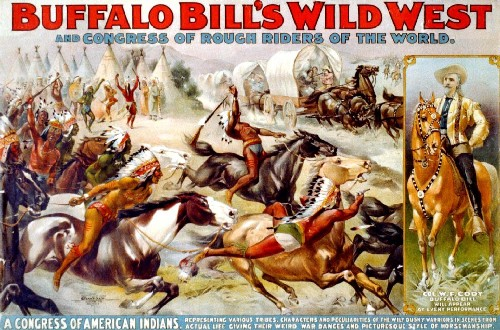 BUFFALO BILL'S WILD WEST
AND CONGRESS OF ROUGH RIDERS OF THE WORLD.
COL. W. F. CODY
BUFFALO BILL
WILL APPEAR
AT EVERY PERFORMANCE
A CONGRESS OF AMERICAN INDIANS.
REPRESENTING VARIOUS TRIBES, CHARACTERS AND PECULIARITIES OF THE WILY DUSKY WARRIORS IN SCENES FROM
ACTUAL LIFE GIVING THEIR WEIRD WAR DANCES AND PICTURESQUE STYLE OF HORSEMANSHIP.